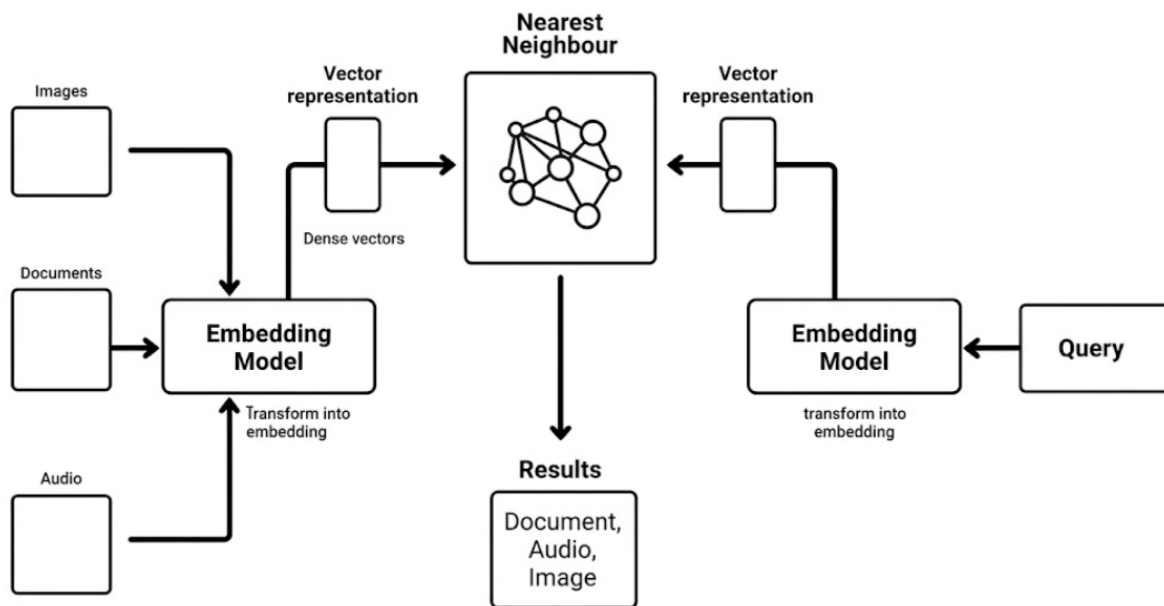 Nearest
Neighbour
Vector
representation
Vector
representation
Images
Dense vectors
Documents
Embedding
Model
Embedding
Model
Query
Transform into
embedding
transform into
embedding
Audio
Results
Document,
Audio,
Image